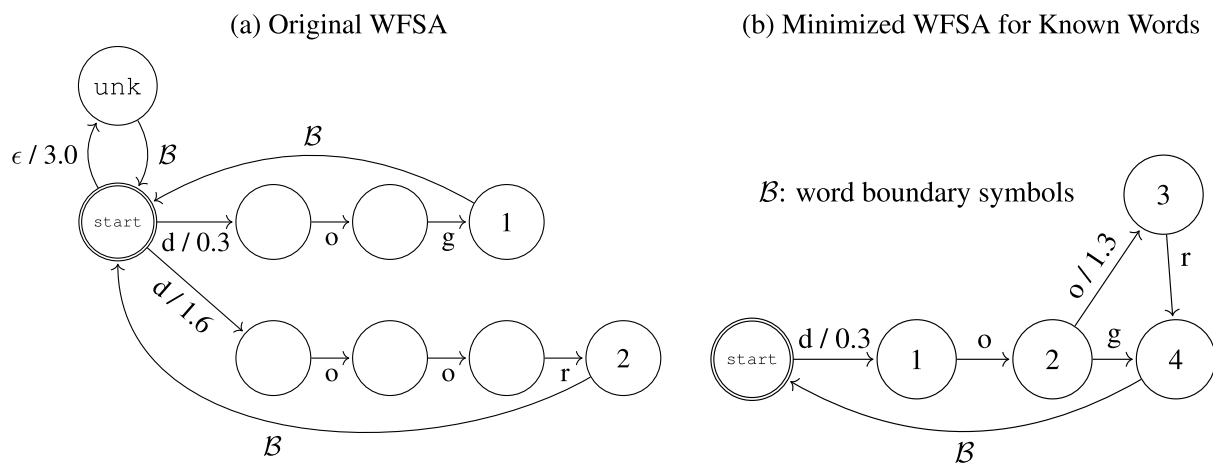 (a) Original WFSA
unk
ϵ / 3.0
ℬ
ℬ
start
d / 0.3
o
g
1
d / 1.6
o
o
r
2
ℬ
(b) Minimized WFSA for Known Words
ℬ: word boundary symbols
3
o / 1.3
r
start
d / 0.3
1
o
2
g
4
ℬ